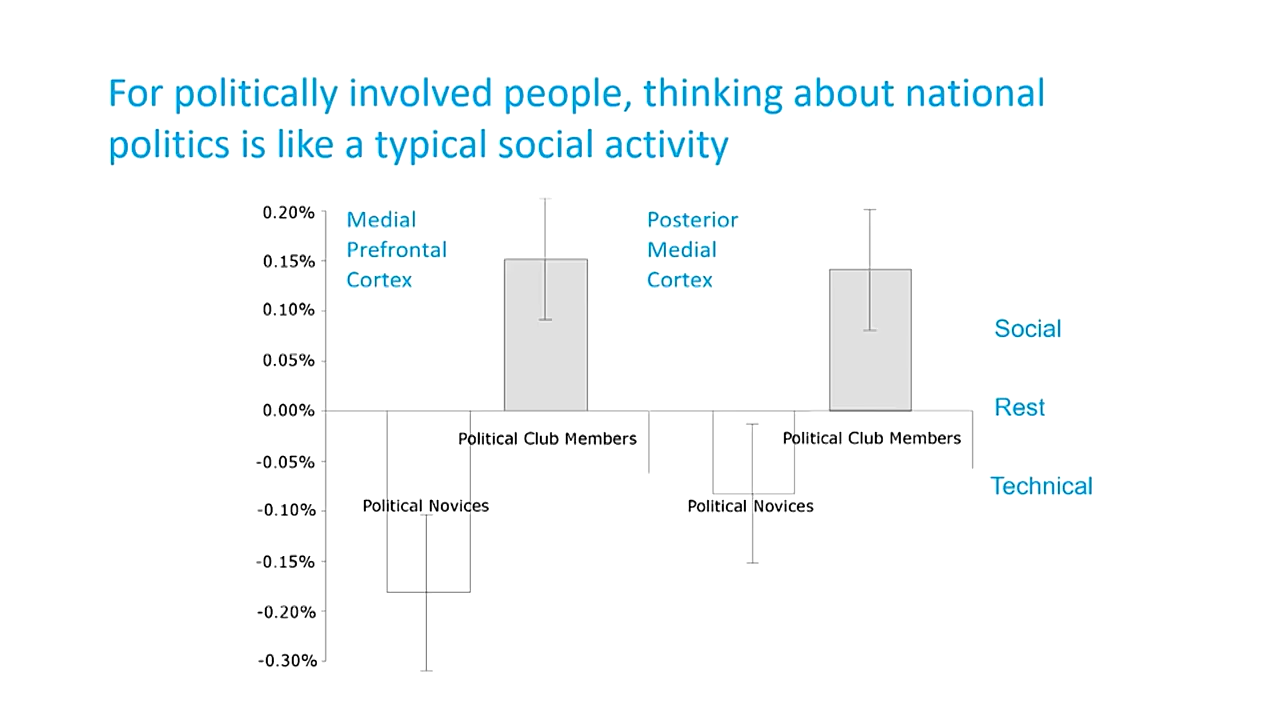 For politically involved people, thinking about national
politics is like a typical social activity
0.20%
0.15%
0.10%
0.05%
0.00%
-0.05%
-0.10%
-0.15%
-0.20%
-0.30%
Medial
Prefrontal
Cortex
Political Club Members
Political Novices
Posterior
Medial
Cortex
Political Club Members
Political Novices
Social
Rest
Technical